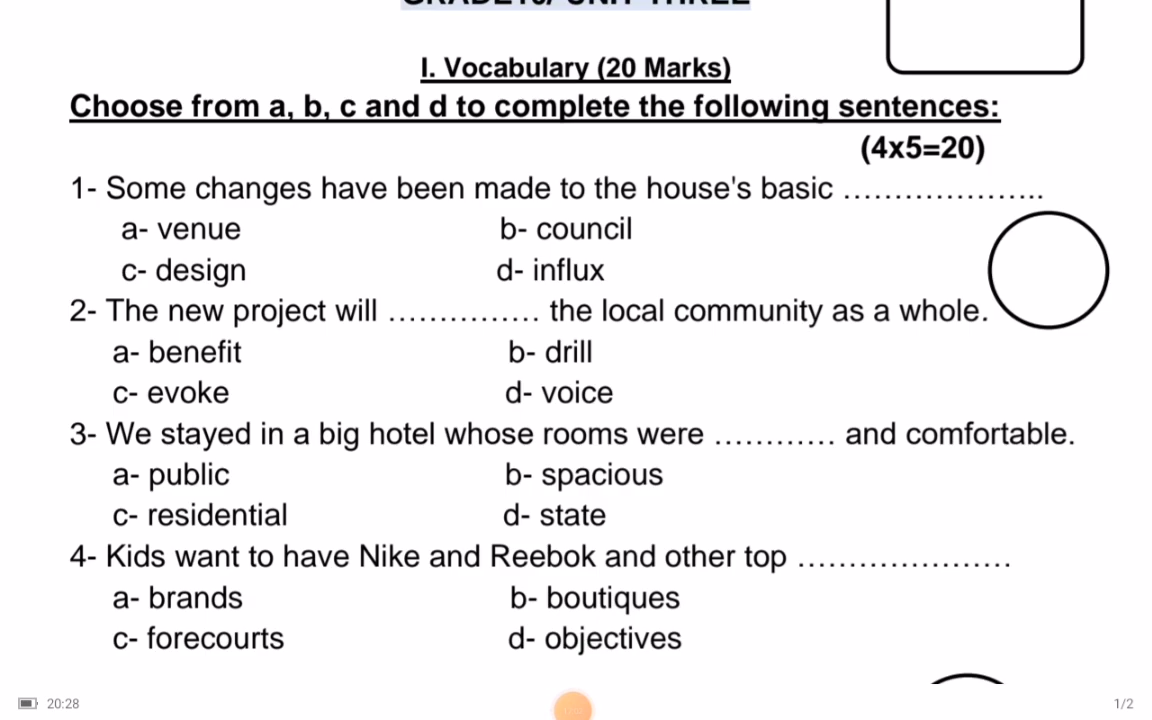 GRADE10/ UNIT THREE
I. Vocabulary (20 Marks)
Choose from a, b, c and d to complete the following sentences:
(4x5=20)
1- Some changes have been made to the house's basic ………………..
a- venue b- council
c- design d- influx
2- The new project will …………… the local community as a whole.
a- benefit b- drill
c- evoke d- voice
3- We stayed in a big hotel whose rooms were ………… and comfortable.
a- public b- spacious
c- residential d- state
4- Kids want to have Nike and Reebok and other top …………………
a- brands b- boutiques
c- forecourts d- objectives
20:28 1/2